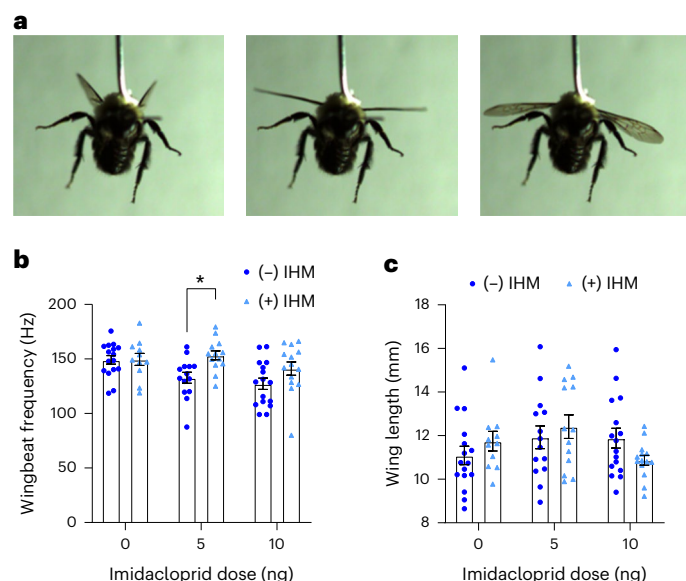 a
b
(–) IHM
(+) IHM
*
Wingbeat frequency (Hz)
200
150
100
50
0
0
5
10
Imidacloprid dose (ng)
c
(–) IHM
(+) IHM
Wing length (mm)
18
16
14
12
10
8
0
5
10
Imidacloprid dose (ng)